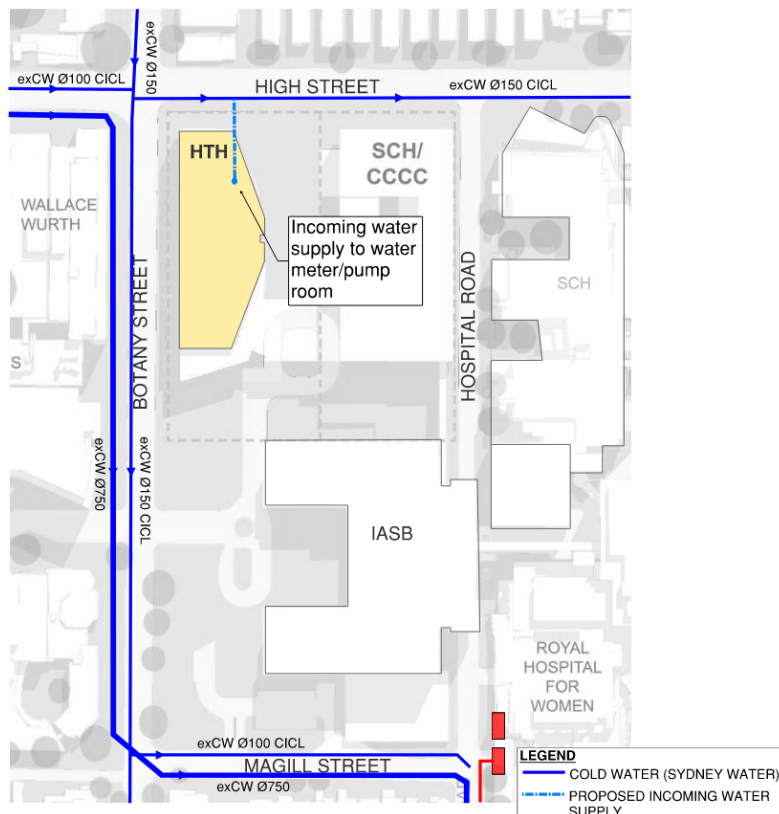 exCW Ø150
exCW Ø100 CICL
HIGH STREET
exCW Ø150 CICL
HTH
SCH/
CCCC
WALLACE
WURTH
Incoming water
supply to water
meter/pump
room
BOTANY STREET
HOSPITAL ROAD
SCH
S
exCW Ø750
exCW Ø150 CICL
IASB
ROYAL
HOSPITAL
FOR
WOMEN
exCW Ø100 CICL
MAGILL STREET
exCW Ø750
LEGEND
COLD WATER (SYDNEY WATER)
PROPOSED INCOMING WATER
SUPPLY